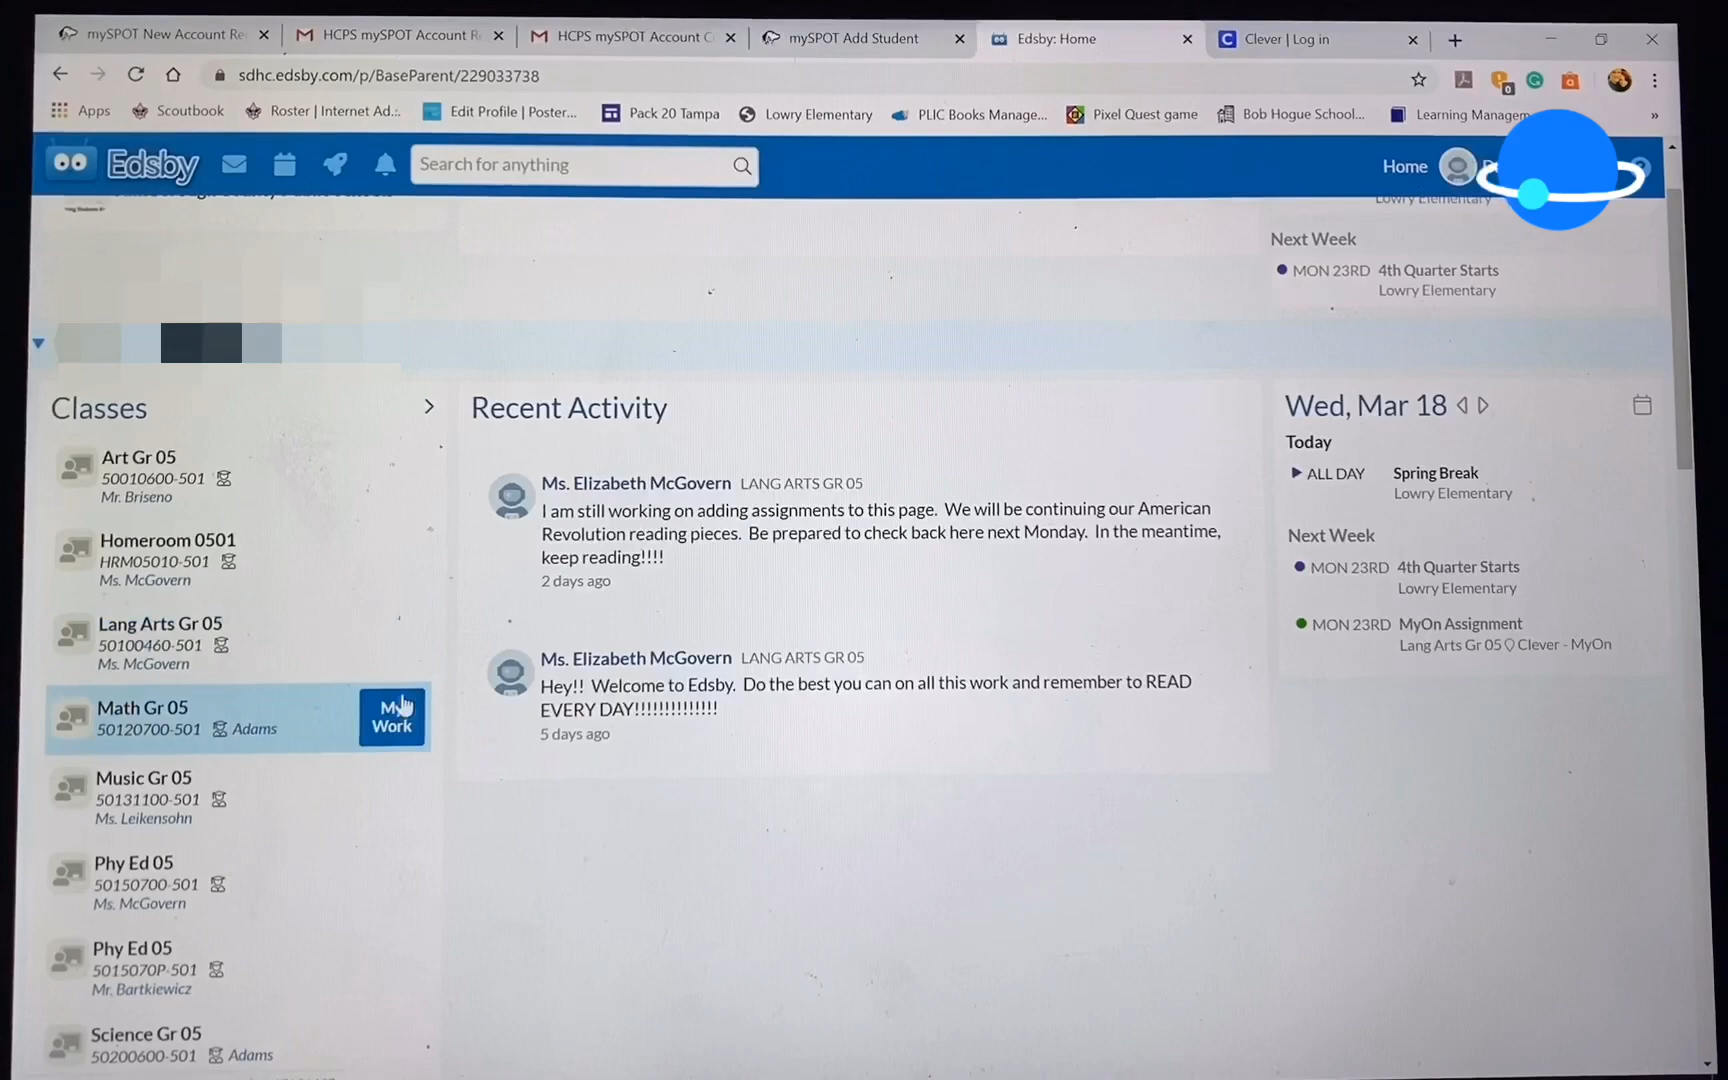 mySPOT New Account Re
HCPS mySPOT Account R
HCPS mySPOT Account C
mySPOT Add Student
Edsby: Home
Clever | Log in
sdhc.edsby.com/p/BaseParent/229033738
0
Apps
Scoutbook
Roster | Internet Ad...
Edit Profile | Poster...
Pack 20 Tampa
Lowry Elementary
PLIC Books Manage...
Pixel Quest game
Bob Hogue School...
Learning Managem
»
Edsby
Search for anything
Home
Lowry Elementary
Next Week
MON 23RD 4th Quarter Starts
Lowry Elementary
Classes
Art Gr 05
50010600-501
Mr. Briseno
Homeroom 0501
HRM05010-501
Ms. McGovern
Lang Arts Gr 05
50100460-501
Ms. McGovern
Math Gr 05
50120700-501 Adams
My
Work
Music Gr 05
50131100-501
Ms. Leikensohn
Phy Ed 05
50150700-501
Ms. McGovern
Phy Ed 05
5015070P-501
Mr. Bartkiewicz
Science Gr 05
50200600-501 Adams
Recent Activity
Ms. Elizabeth McGovern LANG ARTS GR 05
I am still working on adding assignments to this page. We will be continuing our American
Revolution reading pieces. Be prepared to check back here next Monday. In the meantime,
keep reading!!!!
2 days ago
Ms. Elizabeth McGovern LANG ARTS GR 05
Hey!! Welcome to Edsby. Do the best you can on all this work and remember to READ
EVERY DAY!!!!!!!!!!!!!!
5 days ago
Wed, Mar 18
Today
ALL DAY Spring Break
Lowry Elementary
Next Week
MON 23RD 4th Quarter Starts
Lowry Elementary
MON 23RD MyOn Assignment
Lang Arts Gr 05 Clever - MyOn